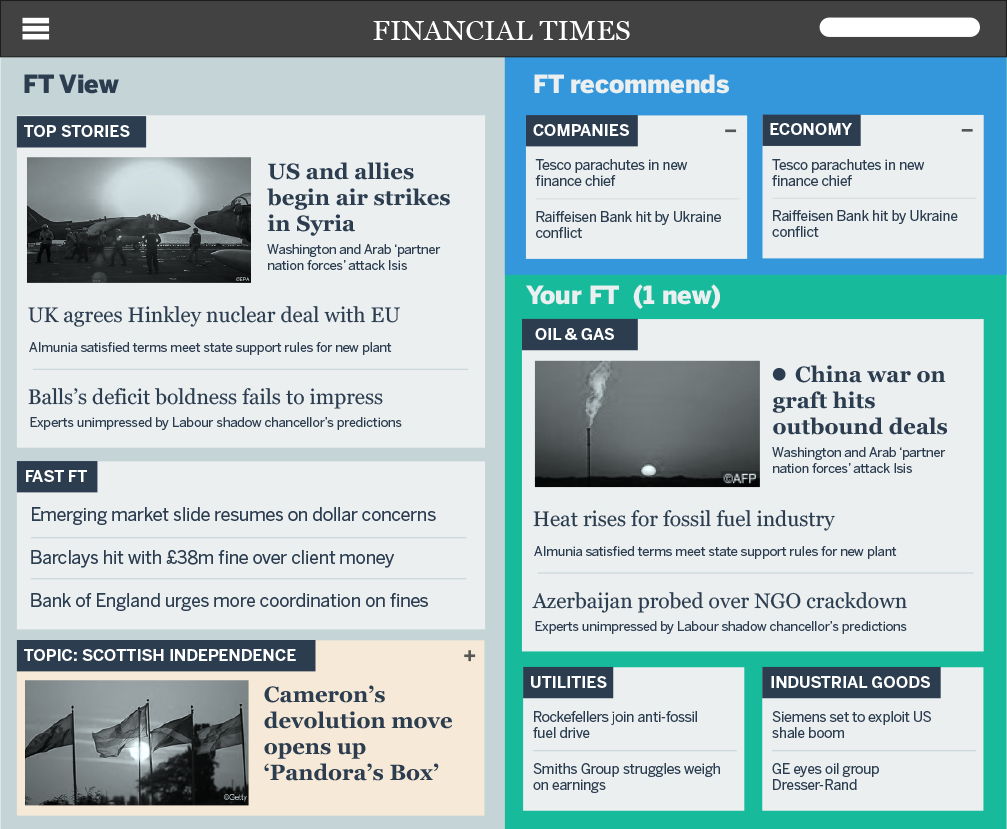 FINANCIAL TIMES
FT View
TOP STORIES
US and allies
begin air strikes
in Syria
Washington and Arab ‘partner
nation forces’ attack Isis
©EPA
UK agrees Hinkley nuclear deal with EU
Almunia satisfied terms meet state support rules for new plant
Balls’s deficit boldness fails to impress
Experts unimpressed by Labour shadow chancellor’s predictions
FAST FT
Emerging market slide resumes on dollar concerns
Barclays hit with £38m fine over client money
Bank of England urges more coordination on fines
TOPIC: SCOTTISH INDEPENDENCE +
Cameron’s
devolution move
opens up
‘Pandora’s Box’
©Getty
FT recommends
COMPANIES –
Tesco parachutes in new
finance chief
Raiffeisen Bank hit by Ukraine
conflict
ECONOMY –
Tesco parachutes in new
finance chief
Raiffeisen Bank hit by Ukraine
conflict
Your FT (1 new)
OIL & GAS
● China war on
graft hits
outbound deals
Washington and Arab ‘partner
nation forces’ attack Isis
©AFP
Heat rises for fossil fuel industry
Almunia satisfied terms meet state support rules for new plant
Azerbaijan probed over NGO crackdown
Experts unimpressed by Labour shadow chancellor’s predictions
UTILITIES
Rockefellers join anti-fossil
fuel drive
Smiths Group struggles weigh
on earnings
INDUSTRIAL GOODS
Siemens set to exploit US
shale boom
GE eyes oil group
Dresser-Rand